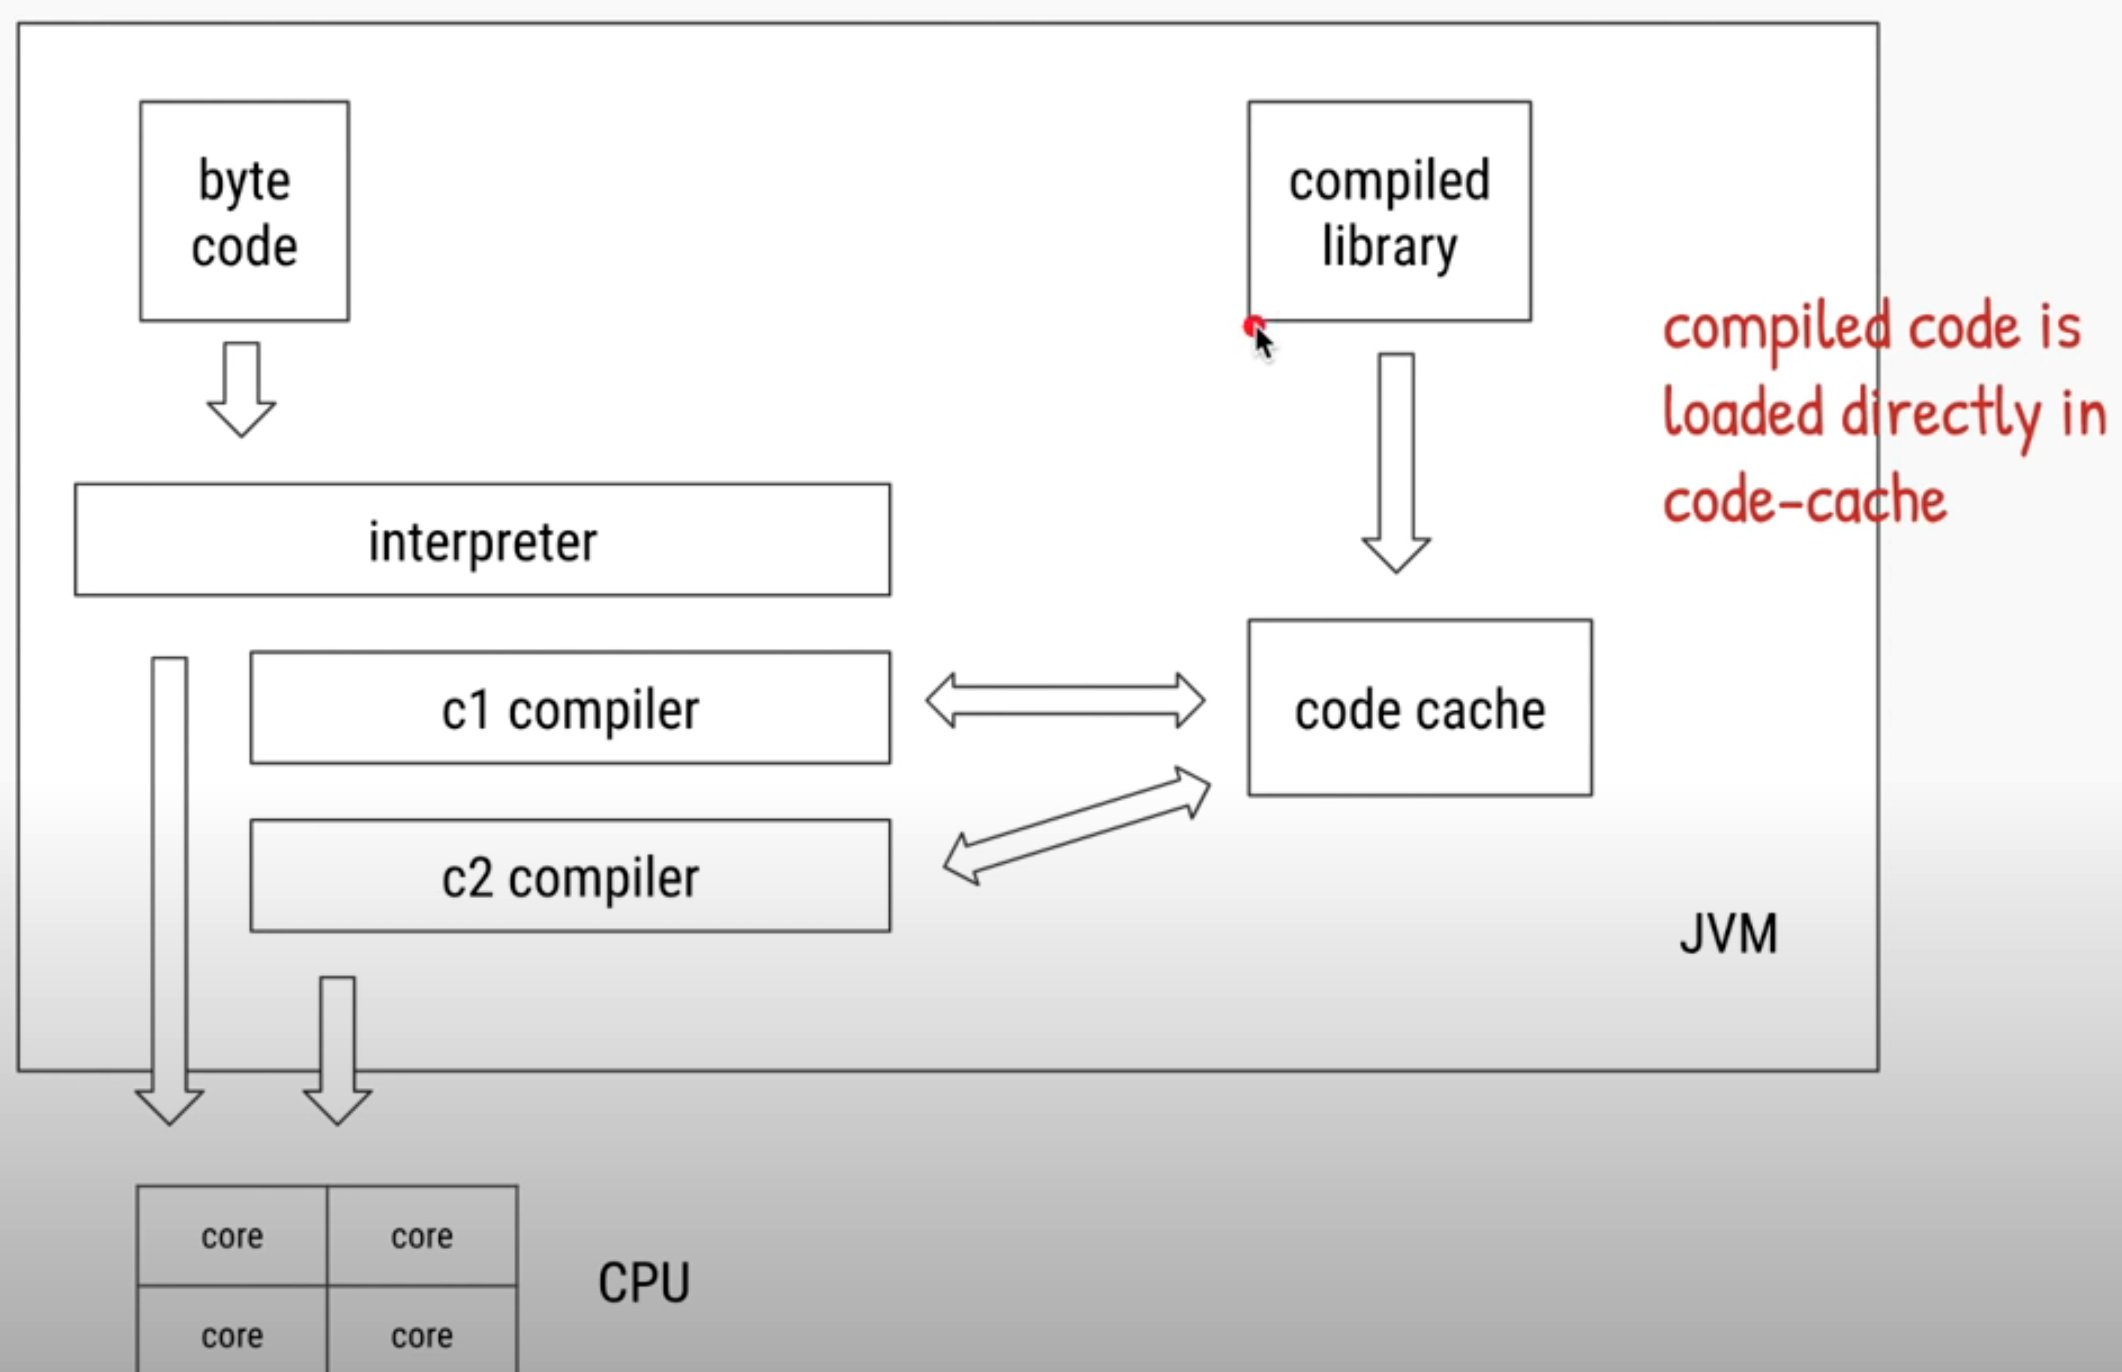 byte
code
compiled
library
compiled code is
loaded directly in
code-cache
interpreter
c1 compiler
code cache
c2 compiler
JVM
core
core
CPU
core
core